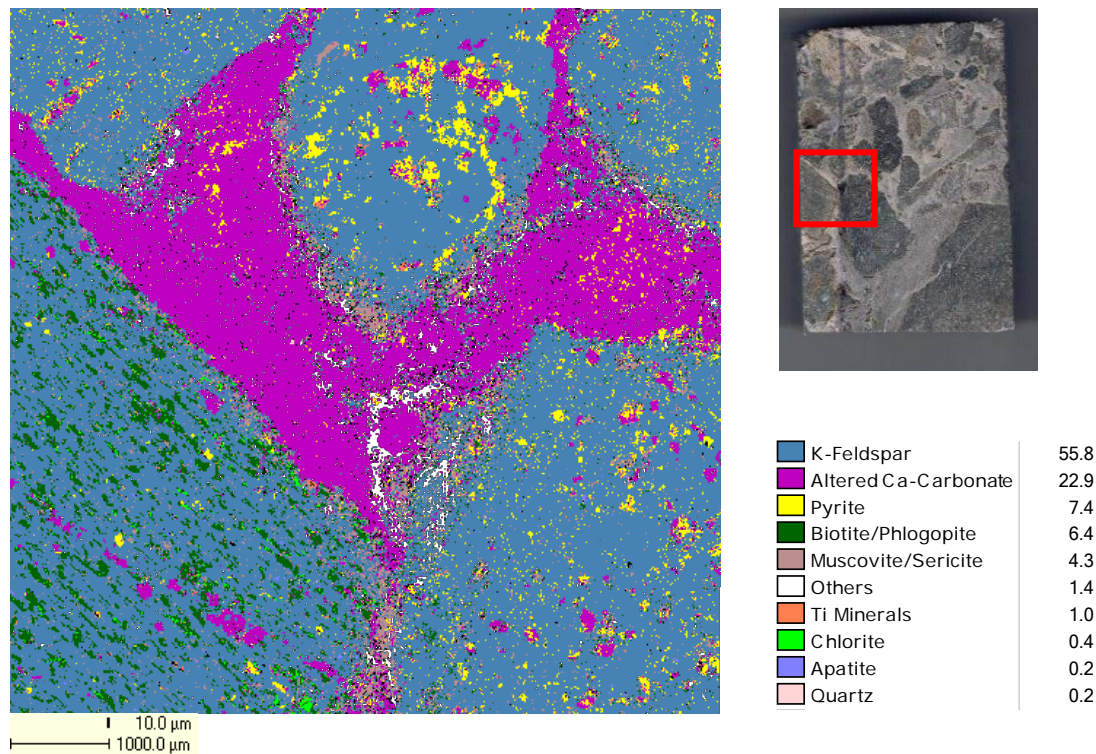 K-Feldspar 55.8
Altered Ca-Carbonate 22.9
Pyrite 7.4
Biotite/Phlogopite 6.4
Muscovite/Sericite 4.3
Others 1.4
Ti Minerals 1.0
Chlorite 0.4
Apatite 0.2
Quartz 0.2
10.0 µm
1000.0 µm